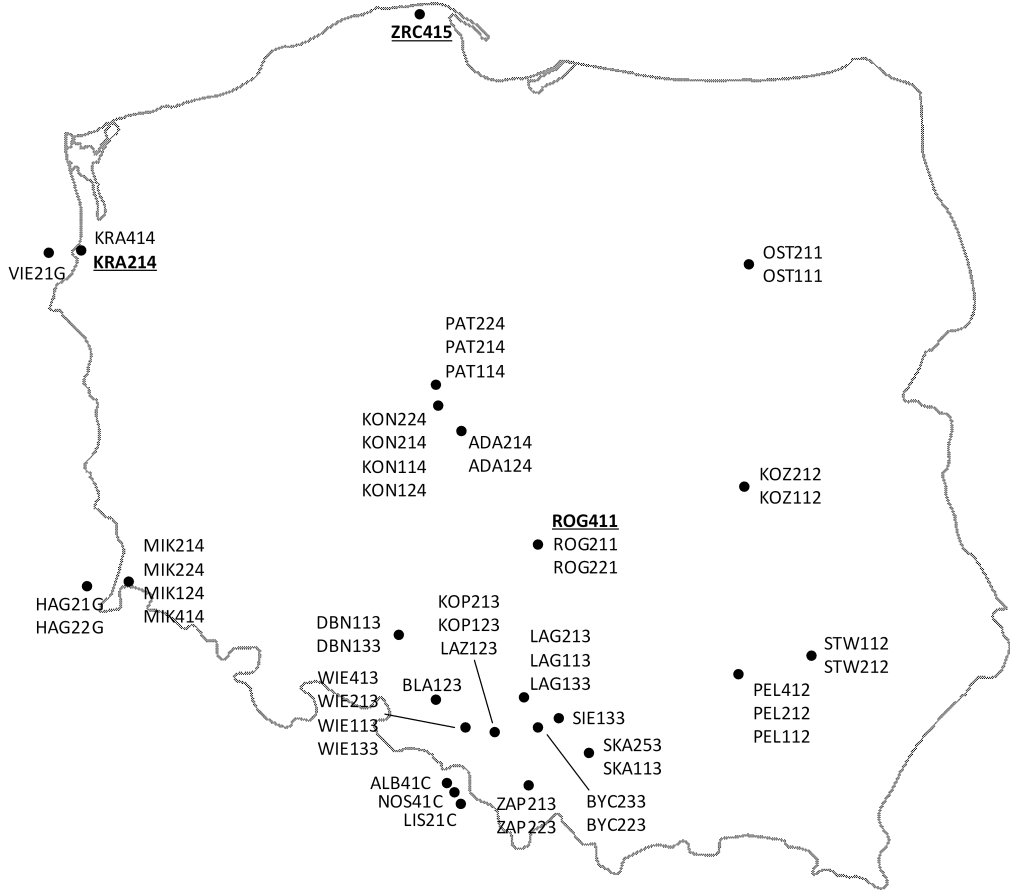 ZRC415
KRA414
KRA214
VIE21G
OST211
OST111
PAT224
PAT214
PAT114
KON224
KON214
KON114
KON124
ADA214
ADA124
KOZ212
KOZ112
ROG411
ROG211
ROG221
MIK214
MIK224
MIK124
MIK414
HAG21G
HAG22G
KOP213
KOP123
LAZ123
DBN113
DBN133
LAG213
LAG113
LAG133
STW112
STW212
WIE413
WIE213
WIE113
WIE133
BLA123
PEL412
PEL212
PEL112
SIE133
SKA253
SKA113
ALB41C
NOS41C
LIS21C
ZAP213
ZAP223
BYC233
BYC223